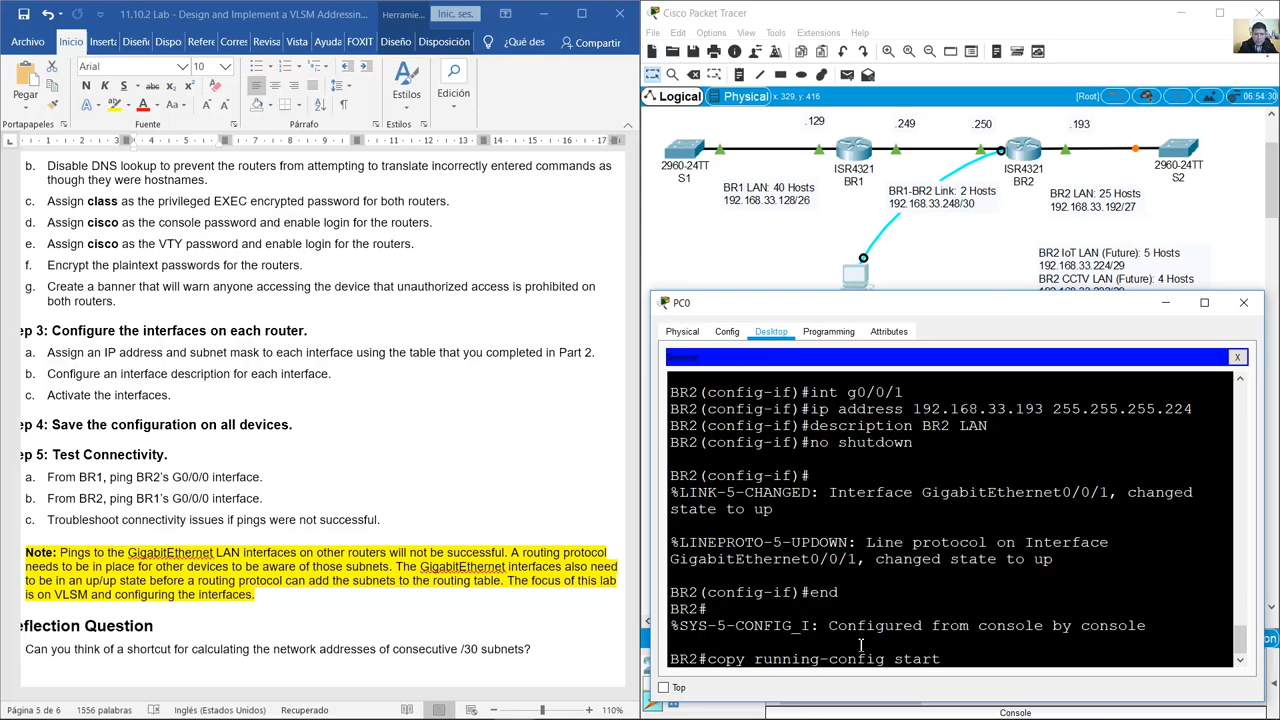 11.10.2 Lab - Design and Implement a VLSM Addressin...
Herramie...
Inic. ses.
Archivo
Inicio
Insert
Diseño
Dispo
Refer
Corres
Revisa
Vista
Ayuda
FOXIT
Diseño
Disposición
¿Qué des
Compartir
Pegar
Arial
10
Estilos
Edición
Portapapeles
Fuente
Párrafo
Estilos
b. Disable DNS lookup to prevent the routers from attempting to translate incorrectly entered commands as
though they were hostnames.
c. Assign class as the privileged EXEC encrypted password for both routers.
d. Assign cisco as the console password and enable login for the routers.
e. Assign cisco as the VTY password and enable login for the routers.
f. Encrypt the plaintext passwords for the routers.
g. Create a banner that will warn anyone accessing the device that unauthorized access is prohibited on
both routers.
ep 3: Configure the interfaces on each router.
a. Assign an IP address and subnet mask to each interface using the table that you completed in Part 2.
b. Configure an interface description for each interface.
c. Activate the interfaces.
ep 4: Save the configuration on all devices.
ep 5: Test Connectivity.
a. From BR1, ping BR2's G0/0/0 interface.
b. From BR2, ping BR1's G0/0/0 interface.
c. Troubleshoot connectivity issues if pings were not successful.
Note: Pings to the GigabitEthernet LAN interfaces on other routers will not be successful. A routing protocol
needs to be in place for other devices to be aware of those subnets. The GigabitEthernet interfaces also need
to be in an up/up state before a routing protocol can add the subnets to the routing table. The focus of this lab
is on VLSM and configuring the interfaces.
eflection Question
Can you think of a shortcut for calculating the network addresses of consecutive /30 subnets?
Página 5 de 6
1556 palabras
Inglés (Estados Unidos)
Recuperado
110%
Cisco Packet Tracer
File Edit Options View Tools Extensions Help
Logical
Physical
x: 329, y: 416
[Root]
06:54:30
.129
.249
.250
.193
2960-24TT
S1
ISR4321
BR1
ISR4321
BR2
2960-24TT
S2
BR1 LAN: 40 Hosts
192.168.33.128/26
BR1-BR2 Link: 2 Hosts
192.168.33.248/30
BR2 LAN: 25 Hosts
192.168.33.192/27
BR2 IoT LAN (Future): 5 Hosts
192.168.33.224/29
BR2 CCTV LAN (Future): 4 Hosts
PC0
Physical
Config
Desktop
Programming
Attributes
X
BR2(config-if)#int g0/0/1
BR2(config-if)#ip address 192.168.33.193 255.255.255.224
BR2(config-if)#description BR2 LAN
BR2(config-if)#no shutdown
BR2(config-if)#
%LINK-5-CHANGED: Interface GigabitEthernet0/0/1, changed
state to up
%LINEPROTO-5-UPDOWN: Line protocol on Interface
GigabitEthernet0/0/1, changed state to up
BR2(config-if)#end
BR2#
%SYS-5-CONFIG_I: Configured from console by console
BR2#copy running-config start
Top
Console